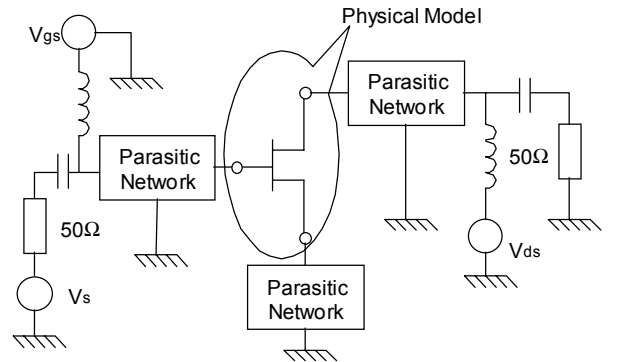 Physical Model
Vgs
Parasitic
Network
50Ω
Parasitic
Network
50Ω
Vds
Vs
Parasitic
Network